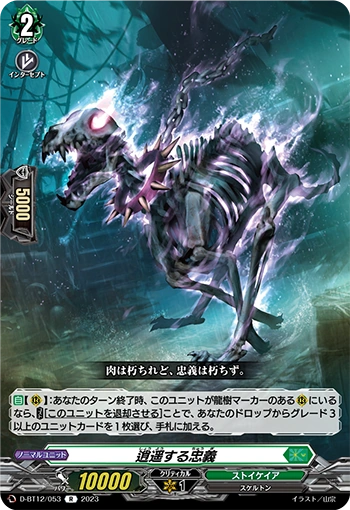 2
グレード
インターセプト
5000
シールド
肉は朽ちれど、忠義は朽ちず。
自【R】:あなたのターン終了時、このユニットが龍樹マーカーのあるRにいる
なら、【このユニットを退却させる】ことで、あなたのドロップからグレード3
以上のユニットカードを1枚選び、手札に加える。
ノーマルユニット
逍遥する忠義
パワー
10000
クリティカル
1
ストイケイア
スケルトン
D-BT12/053 R 2023
イラスト/山宗